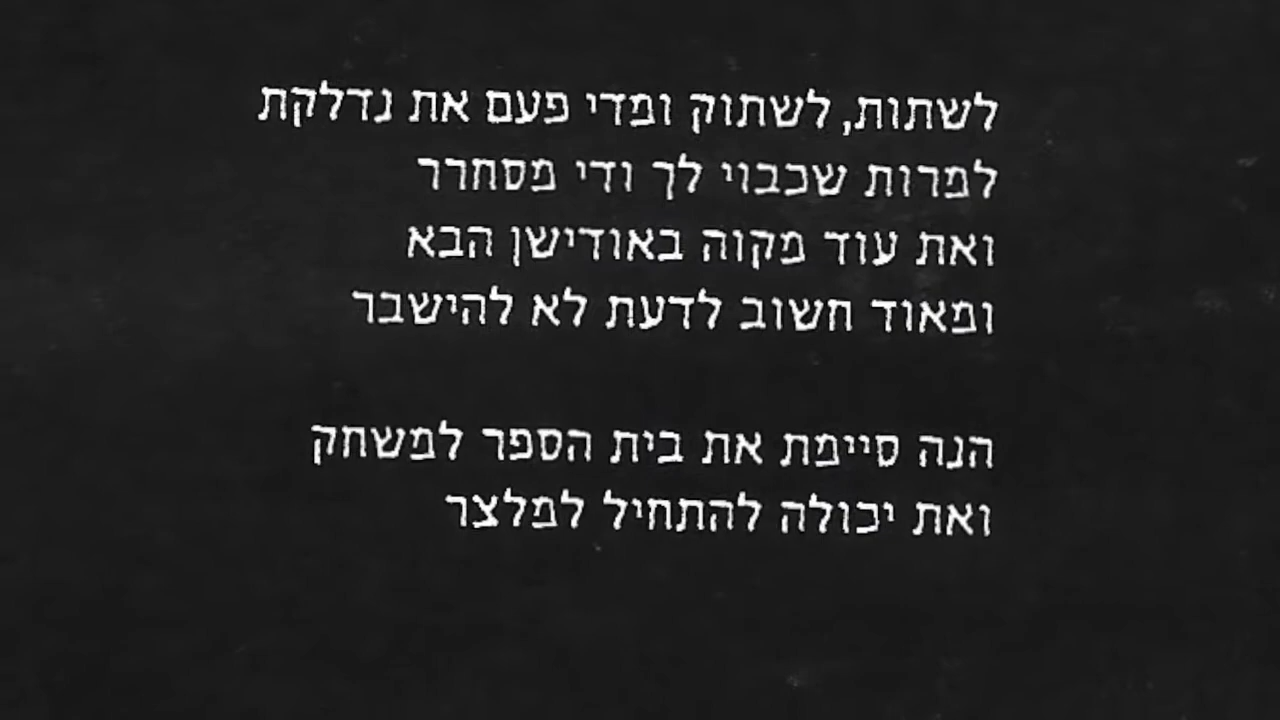 לשתות, לשתוק ומדי פעם את נדלקת
למרות שכבוי לך ודי מסחרר
ואת עוד מקוה באודישן הבא
ומאוד חשוב לדעת לא להישבר
הנה סיימת את בית הספר למשחק
ואת יכולה להתחיל למלצר